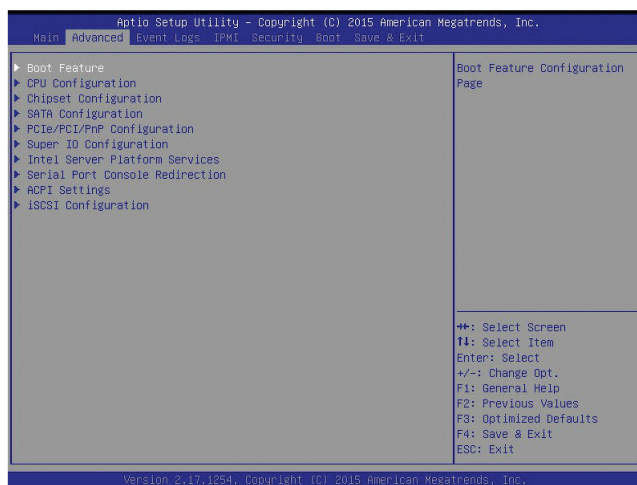 Aptio Setup Utility – Copyright (C) 2015 American Megatrends, Inc.
Main Advanced Event Logs IPMI Security Boot Save & Exit
▶ Boot Feature
▶ CPU Configuration
▶ Chipset Configuration
▶ SATA Configuration
▶ PCIe/PCI/PnP Configuration
▶ Super IO Configuration
▶ Intel Server Platform Services
▶ Serial Port Console Redirection
▶ ACPI Settings
▶ iSCSI Configuration
Boot Feature Configuration
Page
→←: Select Screen
↑↓: Select Item
Enter: Select
+/-: Change Opt.
F1: General Help
F2: Previous Values
F3: Optimized Defaults
F4: Save & Exit
ESC: Exit
Version 2.17.1254. Copyright (C) 2015 American Megatrends, Inc.